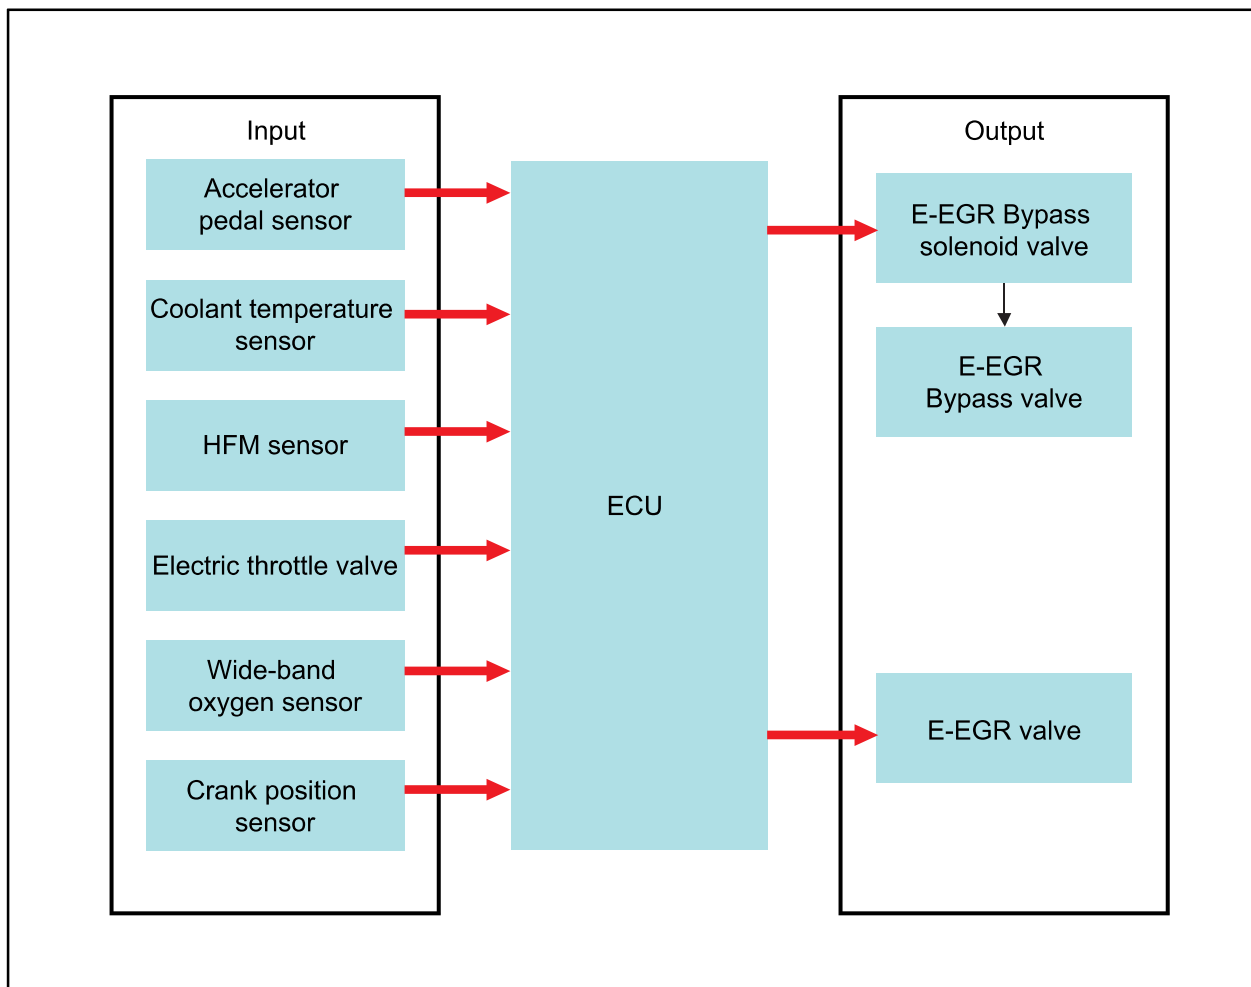 Input
Accelerator
pedal sensor
Coolant temperature
sensor
HFM sensor
Electric throttle valve
Wide-band
oxygen sensor
Crank position
sensor
ECU
Output
E-EGR Bypass
solenoid valve
E-EGR
Bypass valve
E-EGR valve